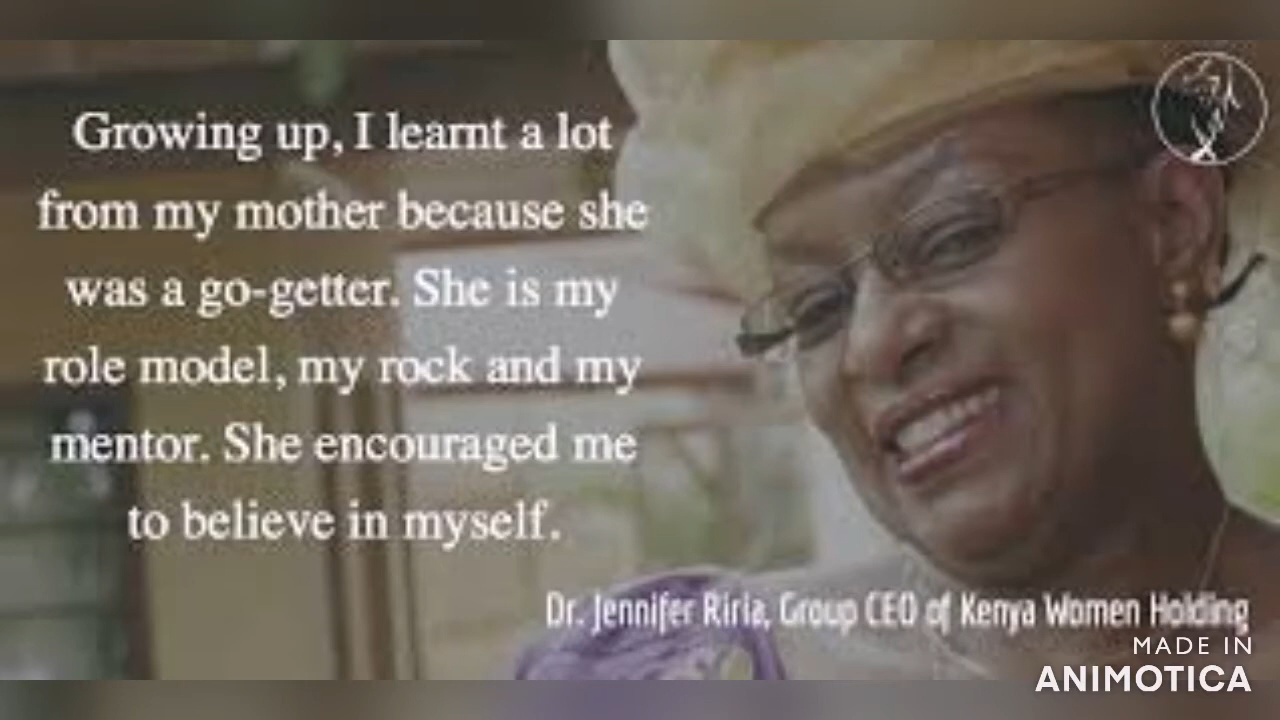 Growing up, I learnt a lot
from my mother because she
was a go-getter. She is my
role model, my rock and my
mentor. She encouraged me
to believe in myself.
Dr. Jennifer Riria, Group CEO of Kenya Women Holding
MADE IN
ANIMOTICA